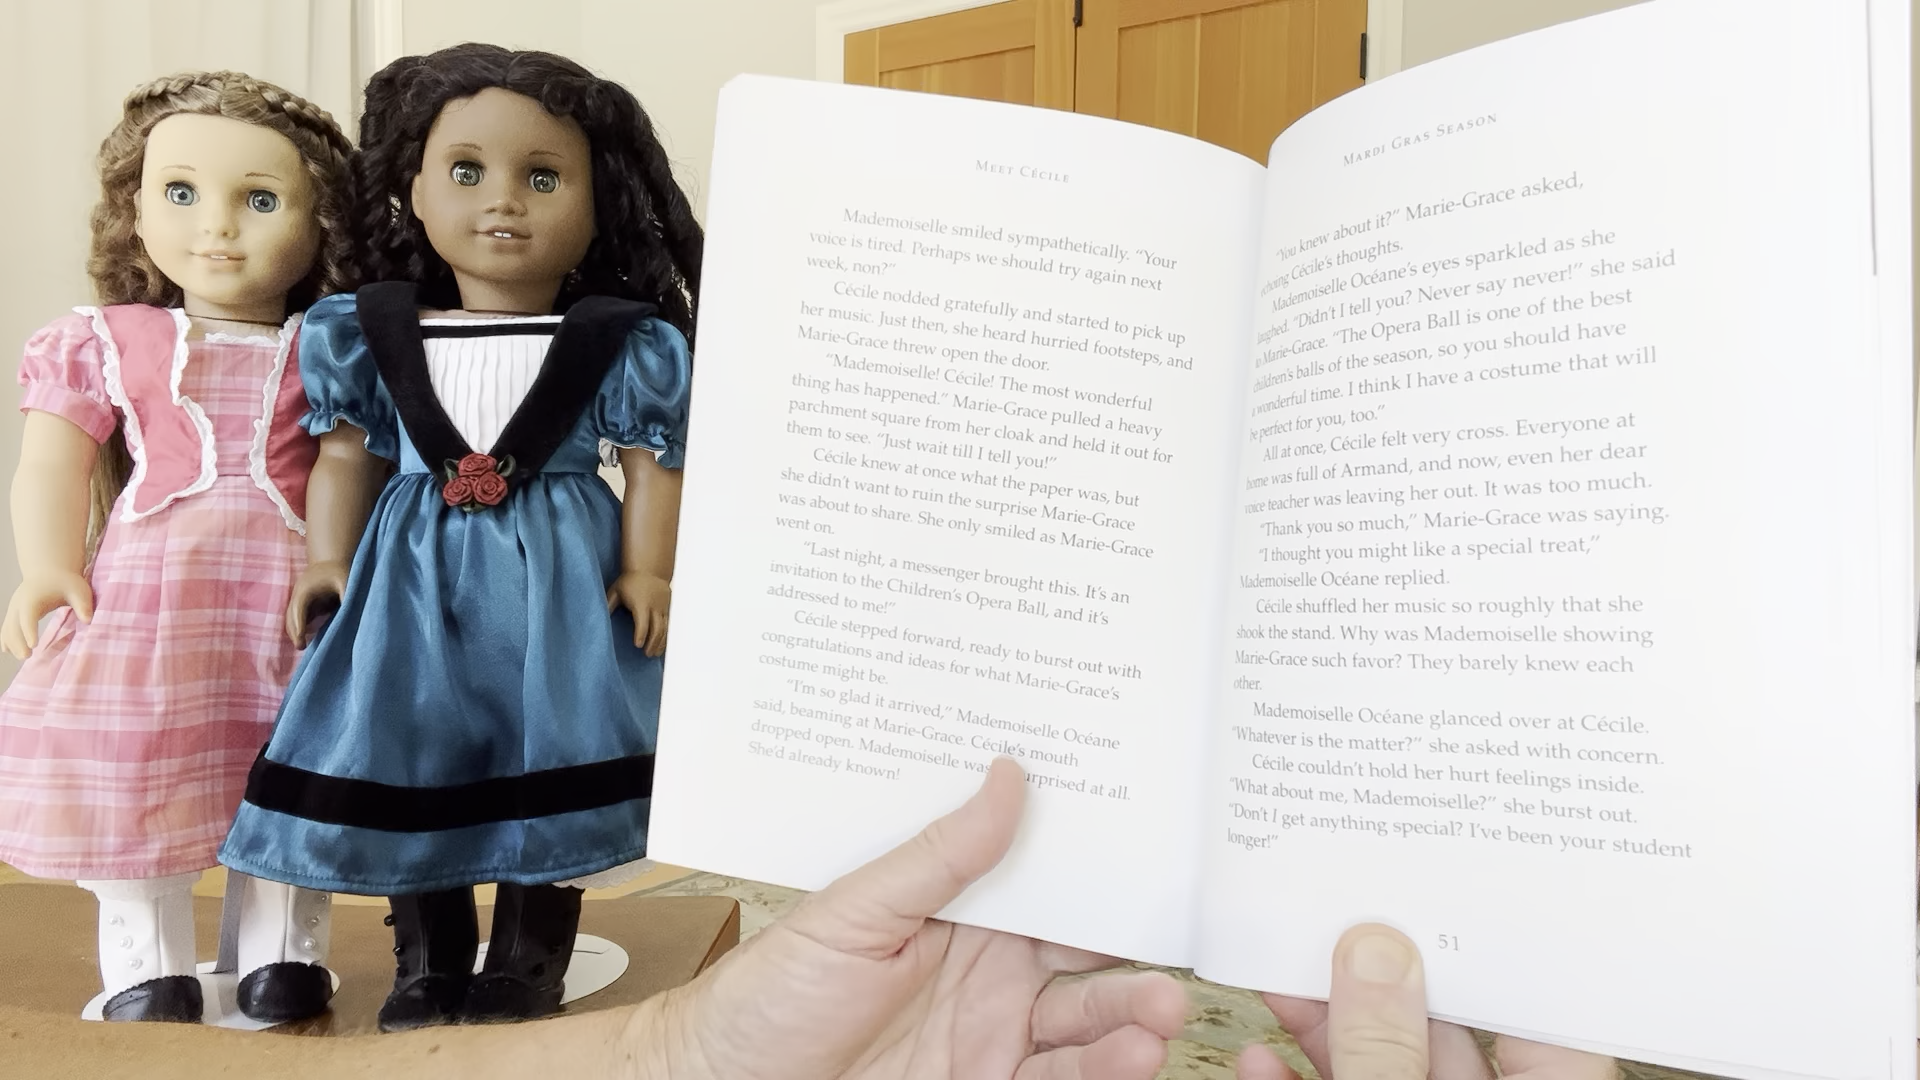 MEET CÉCILE
Mademoiselle smiled sympathetically. “Your
voice is tired. Perhaps we should try again next
week, non?”
Cécile nodded gratefully and started to pick up
her music. Just then, she heard hurried footsteps, and
Marie-Grace threw open the door.
“Mademoiselle! Cécile! The most wonderful
thing has happened.” Marie-Grace pulled a heavy
parchment square from her cloak and held it out for
them to see. “Just wait till I tell you!”
Cécile knew at once what the paper was, but
she didn’t want to ruin the surprise Marie-Grace
was about to share. She only smiled as Marie-Grace
went on.
“Last night, a messenger brought this. It’s an
invitation to the Children’s Opera Ball, and it’s
addressed to me!”
Cécile stepped forward, ready to burst out with
congratulations and ideas for what Marie-Grace’s
costume might be.
“I’m so glad it arrived,” Mademoiselle Océane
said, beaming at Marie-Grace. Cécile’s mouth
dropped open. Mademoiselle was surprised at all.
She’d already known!
MARDI GRAS SEASON
“You knew about it?” Marie-Grace asked,
echoing Cécile’s thoughts.
Mademoiselle Océane’s eyes sparkled as she
laughed. “Didn’t I tell you? Never say never!” she said
to Marie-Grace. “The Opera Ball is one of the best
children’s balls of the season, so you should have
a wonderful time. I think I have a costume that will
be perfect for you, too.”
All at once, Cécile felt very cross. Everyone at
home was full of Armand, and now, even her dear
voice teacher was leaving her out. It was too much.
“Thank you so much,” Marie-Grace was saying.
“I thought you might like a special treat,”
Mademoiselle Océane replied.
Cécile shuffled her music so roughly that she
shook the stand. Why was Mademoiselle showing
Marie-Grace such favor? They barely knew each
other.
Mademoiselle Océane glanced over at Cécile.
“Whatever is the matter?” she asked with concern.
Cécile couldn’t hold her hurt feelings inside.
“What about me, Mademoiselle?” she burst out.
“Don’t I get anything special? I’ve been your student
longer!”
51